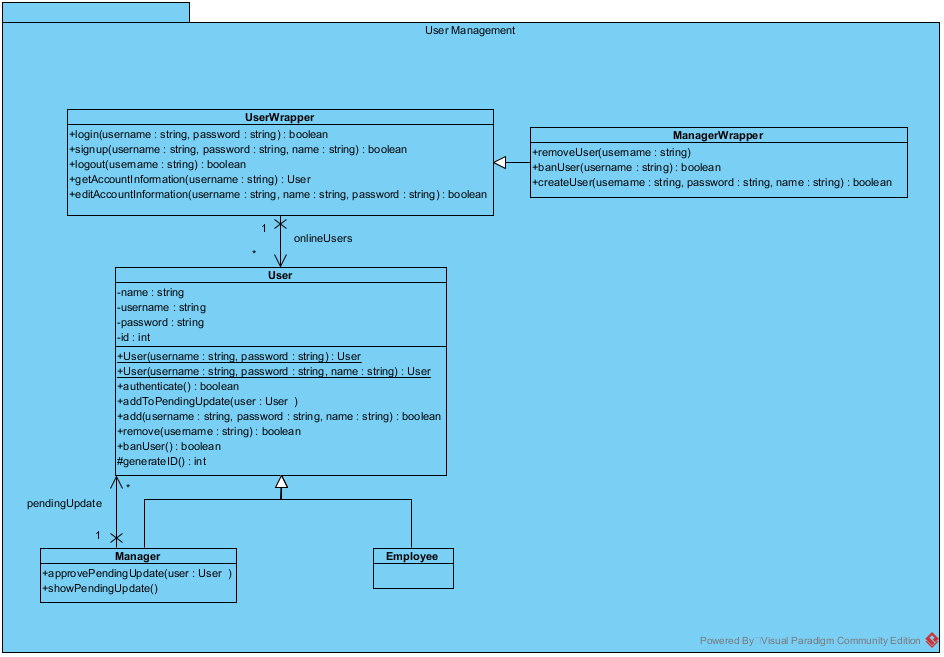 User Management
UserWrapper
+login(username : string, password : string) : boolean
+signup(username : string, password : string, name : string) : boolean
+logout(username : string) : boolean
+getAccountInformation(username : string) : User
+editAccountInformation(username : string, name : string, password : string) : boolean
ManagerWrapper
+removeUser(username : string)
+banUser(username : string) : boolean
+createUser(username : string, password : string, name : string) : boolean
1
onlineUsers
*
User
-name : string
-username : string
-password : string
-id : int
+User(username : string, password : string) : User
+User(username : string, password : string, name : string) : User
+authenticate() : boolean
+addToPendingUpdate(user : User )
+add(username : string, password : string, name : string) : boolean
+remove(username : string) : boolean
+banUser() : boolean
#generateID() : int
*
pendingUpdate
1
Manager
+approvePendingUpdate(user : User )
+showPendingUpdate()
Employee
Powered By Visual Paradigm Community Edition